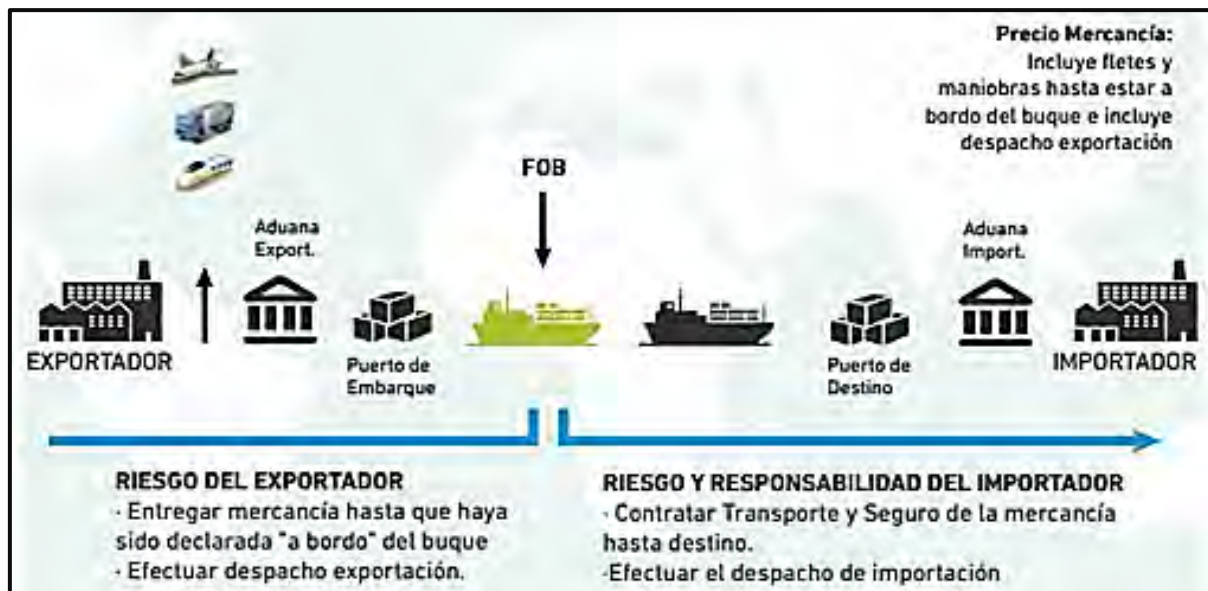 Precio Mercancía:
Incluye fletes y
maniobras hasta estar a
bordo del buque e incluye
despacho exportación
FOB
Aduana
Export.
Aduana
Import.
EXPORTADOR
Puerto de
Embarque
Puerto de
Destino
IMPORTADOR
RIESGO DEL EXPORTADOR
· Entregar mercancía hasta que haya
sido declarada "a bordo" del buque
· Efectuar despacho exportación.
RIESGO Y RESPONSABILIDAD DEL IMPORTADOR
· Contratar Transporte y Seguro de la mercancía
hasta destino.
·Efectuar el despacho de importación